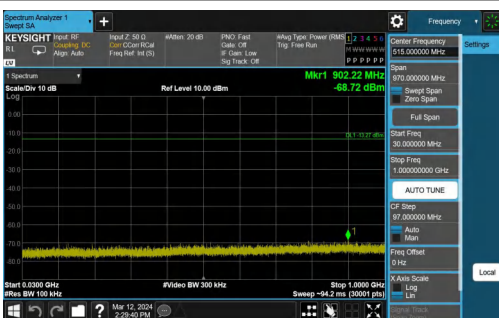 Spectrum Analyzer 1
Swept SA
+
Frequency
KEYSIGHT
R L
LXI
Input: RF
Coupling: DC
Align: Auto
Input Z: 50 Ω
Corr CCorr RCal
Freq Ref: Int (S)
#Atten: 20 dB
PNO: Fast
Gate: Off
IF Gain: Low
Sig Track: Off
#Avg Type: Power (RMS)
Trig: Free Run
1 2 3 4 5 6
M W W W W W
P P P P P P
1 Spectrum
Scale/Div 10 dB
Log
Ref Level 10.00 dBm
Mkr1 902.22 MHz
-68.72 dBm
0.00
-10.0
-20.0
-30.0
-40.0
-50.0
-60.0
-70.0
-80.0
DL1 -13.27 dBm
1
Start 0.0300 GHz
#Res BW 100 kHz
#Video BW 300 kHz
Stop 1.0000 GHz
Sweep ~94.2 ms (30001 pts)
Mar 12, 2024
2:29:40 PM
?
Center Frequency
515.000000 MHz
Settings
Span
970.000000 MHz
Swept Span
Zero Span
Full Span
Start Freq
30.000000 MHz
Stop Freq
1.000000000 GHz
AUTO TUNE
CF Step
97.000000 MHz
Auto
Man
Freq Offset
0 Hz
X Axis Scale
Log
Lin
Signal Track
Local